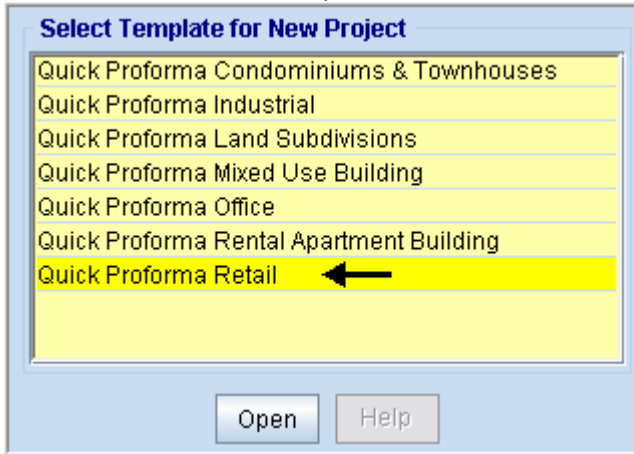 Select Template for New Project
Quick Proforma Condominiums & Townhouses
Quick Proforma Industrial
Quick Proforma Land Subdivisions
Quick Proforma Mixed Use Building
Quick Proforma Office
Quick Proforma Rental Apartment Building
Quick Proforma Retail
Open Help